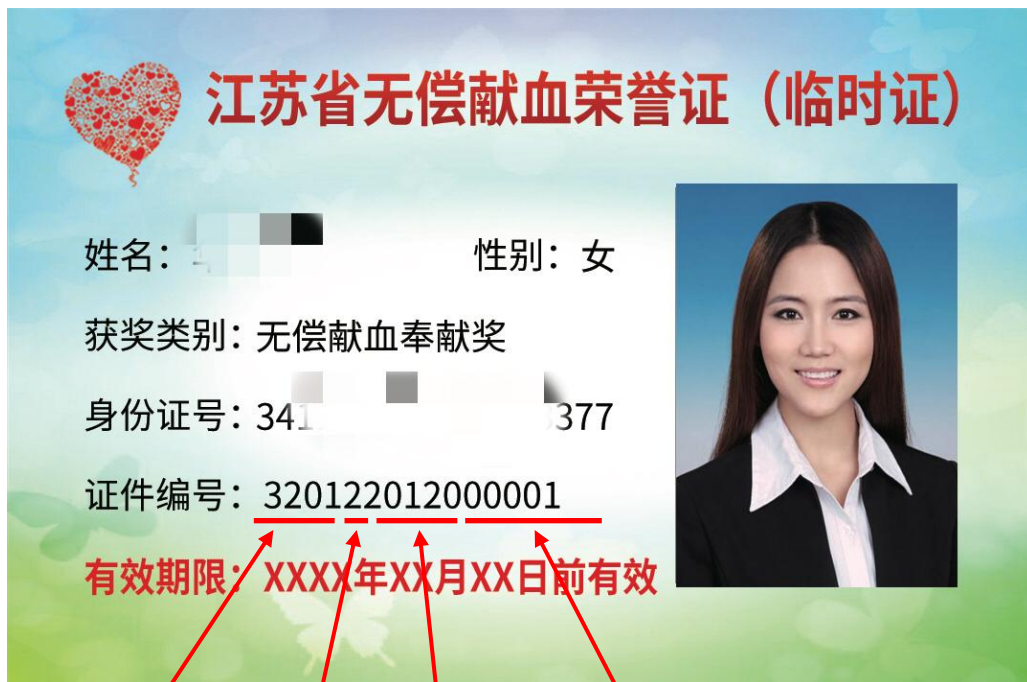 江苏省无偿献血荣誉证（临时证）
姓名： 性别：女
获奖类别：无偿献血奉献奖
身份证号：341 3377
证件编号：320122012000001
有效期限：XXXX年XX月XX日前有效